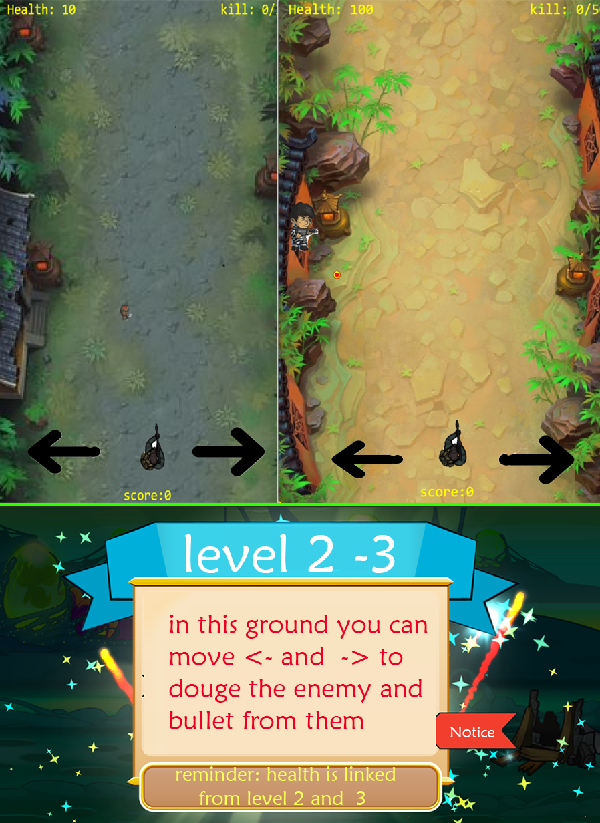 Health: 10
kill: 0/
Health: 100
kill: 0/50
score:0
score:0
level 2 -3
in this ground you can
move <- and -> to
douge the enemy and
bullet from them
Notice
reminder: health is linked
from level 2 and 3